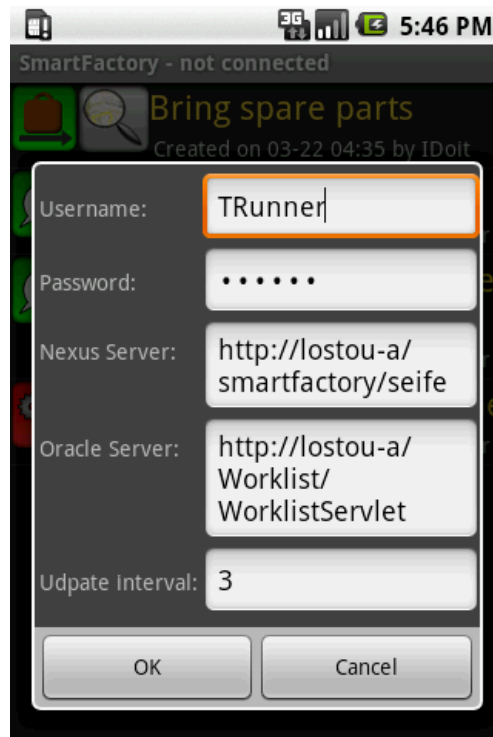 3G
5:46 PM
SmartFactory - not connected
Bring spare parts
Created on 03-22 04:35 by IDoit
Username:
TRunner
Password:
••••••
Nexus Server:
http://lostou-a/
smartfactory/seife
Oracle Server:
http://lostou-a/
Worklist/
WorklistServlet
Udpate interval:
3
OK
Cancel